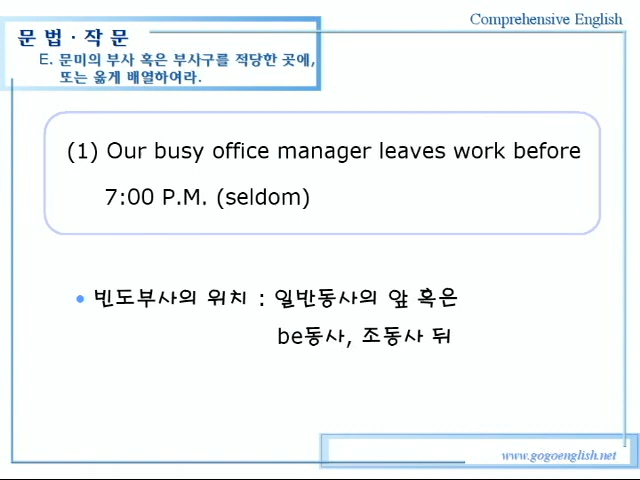 Comprehensive English
문 법 · 작 문
E. 문미의 부사 혹은 부사구를 적당한 곳에,
또는 옳게 배열하여라.
(1) Our busy office manager leaves work before
7:00 P.M. (seldom)
• 빈도부사의 위치 : 일반동사의 앞 혹은
be동사, 조동사 뒤
www.gogoenglish.net